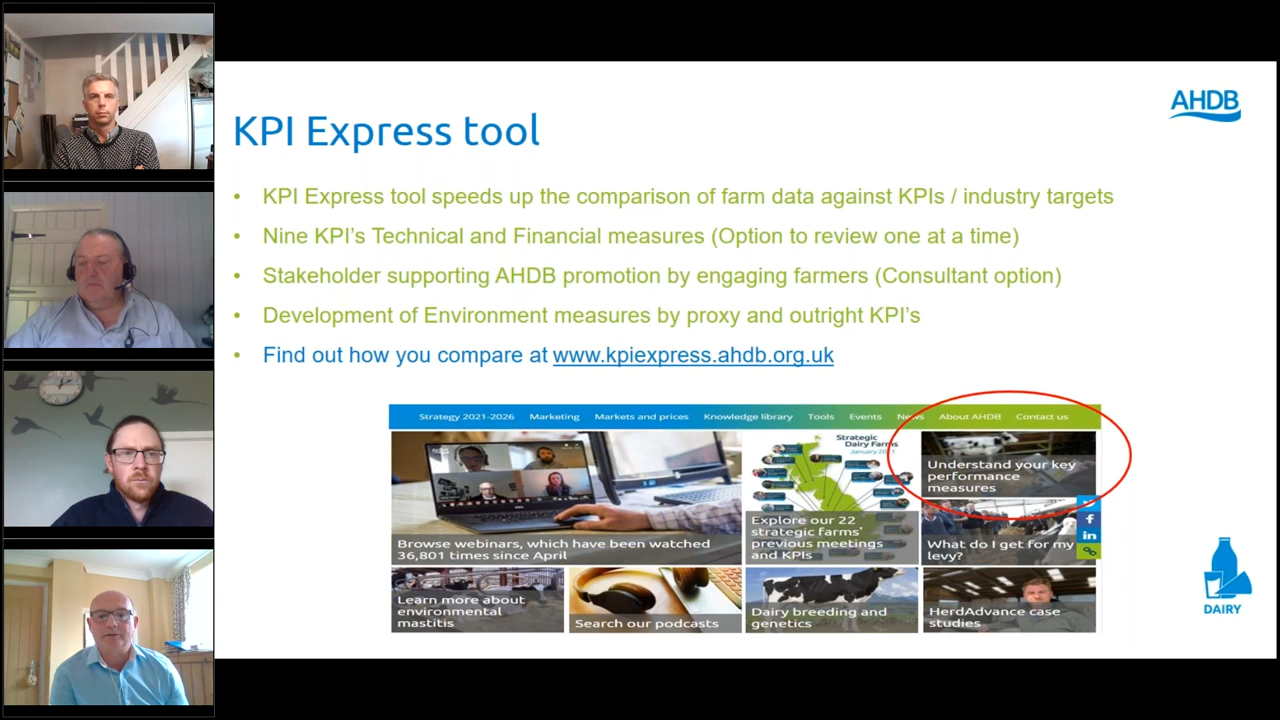 AHDB
KPI Express tool
• KPI Express tool speeds up the comparison of farm data against KPIs / industry targets
• Nine KPI's Technical and Financial measures (Option to review one at a time)
• Stakeholder supporting AHDB promotion by engaging farmers (Consultant option)
• Development of Environment measures by proxy and outright KPI's
• Find out how you compare at www.kpiexpress.ahdb.org.uk
Strategy 2021-2026 Marketing Markets and prices Knowledge library Tools Events News About AHDB Contact us
Browse webinars, which have been watched
36,801 times since April
Strategic
Dairy Farms
January 2021
Explore our 22
strategic farms'
previous meetings
and KPIs
Understand your key
performance
measures
What do I get for my
levy?
Learn more about
environmental
mastitis
Search our podcasts
Dairy breeding and
genetics
HerdAdvance case
studies
f
in
DAIRY